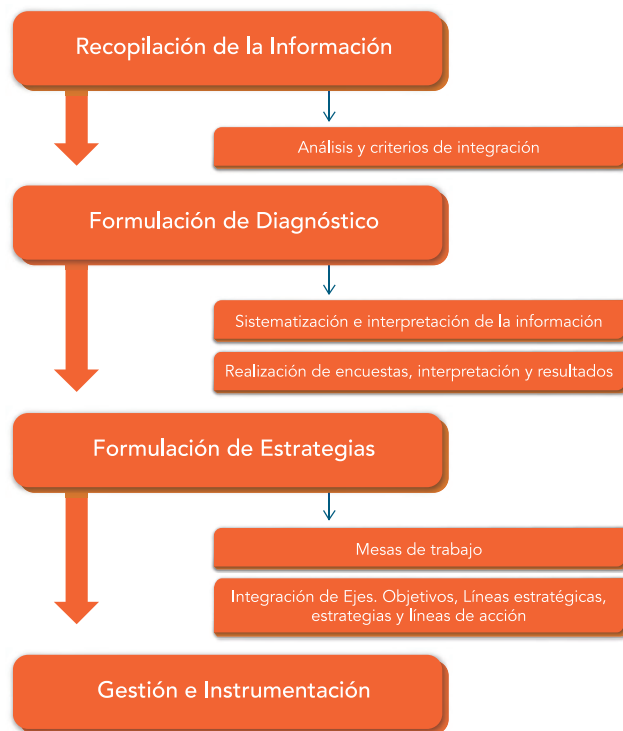 Recopilación de la Información
Análisis y criterios de integración
Formulación de Diagnóstico
Sistematización e interpretación de la información
Realización de encuestas, interpretación y resultados
Formulación de Estrategias
Mesas de trabajo
Integración de Ejes. Objetivos, Líneas estratégicas,
estrategias y líneas de acción
Gestión e Instrumentación